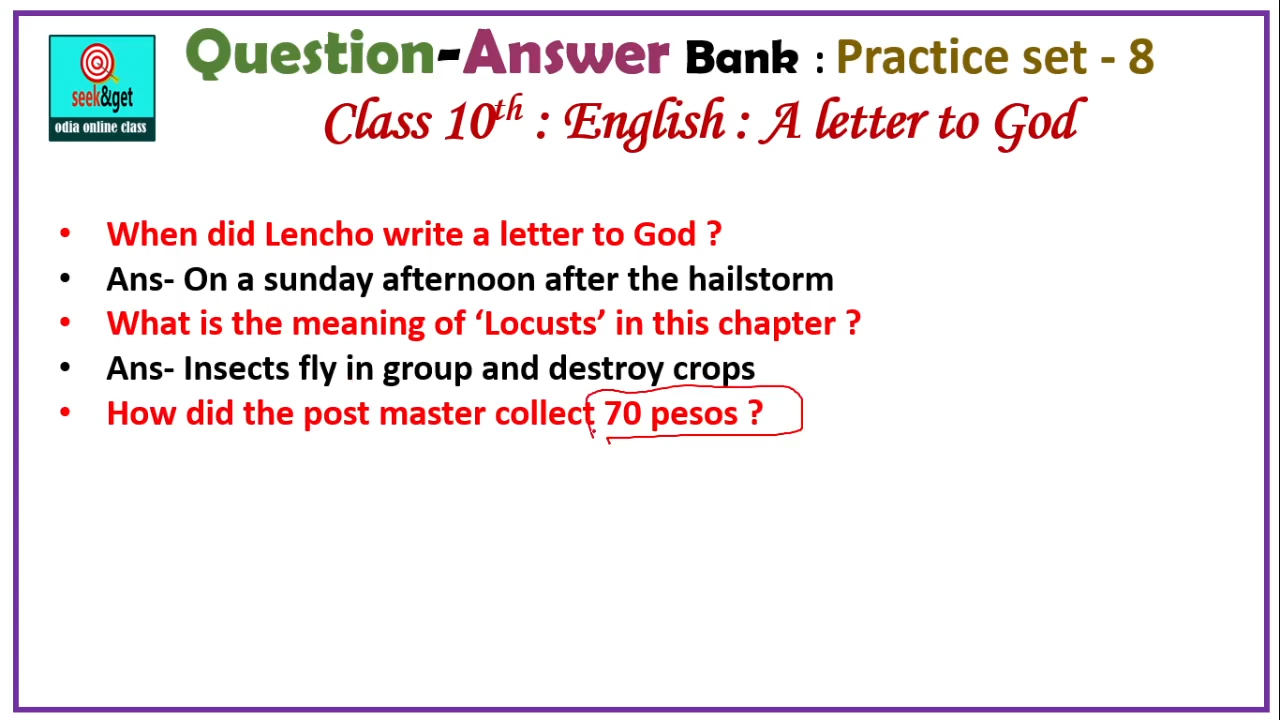 Question-Answer Bank : Practice set - 8
seek&get
odia online class
Class 10th : English : A letter to God
• When did Lencho write a letter to God ?
• Ans- On a sunday afternoon after the hailstorm
• What is the meaning of ‘Locusts’ in this chapter ?
• Ans- Insects fly in group and destroy crops
• How did the post master collect 70 pesos ?